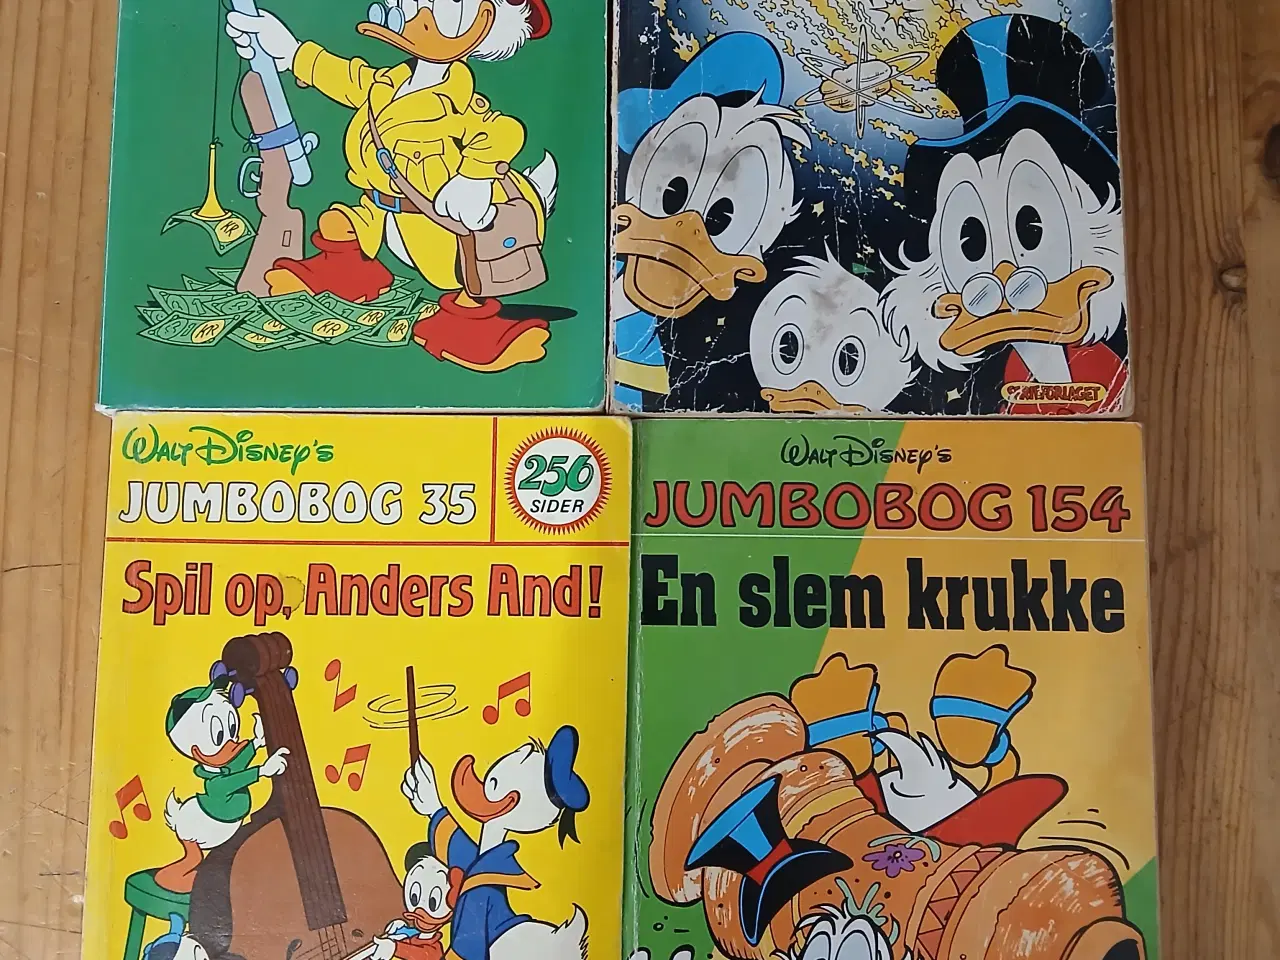 KR
KR
KR
KR
KR
SERIEFORLAGET
WALT DISNEY'S
JUMBOBOG 35
256
SIDER
Spil op, Anders And!
WALT DISNEY'S
JUMBOBOG 154
En slem krukke